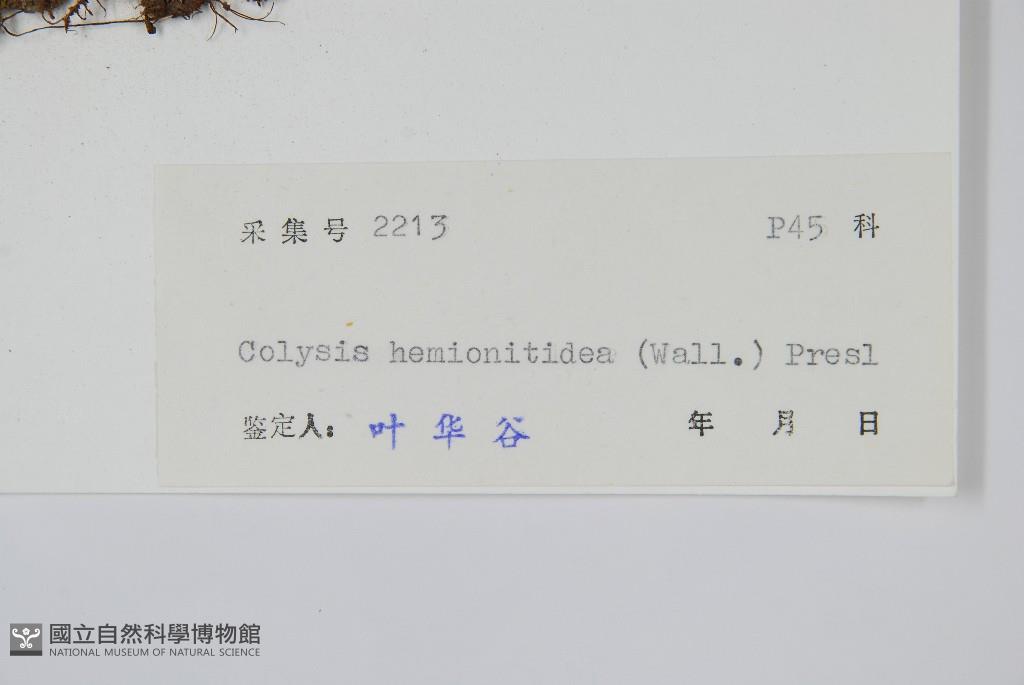 采集号 2213 P45 科
Colysis hemionitidea (Wall.) Presl
鉴定人: 叶华谷 年 月 日
國立自然科學博物館
NATIONAL MUSEUM OF NATURAL SCIENCE